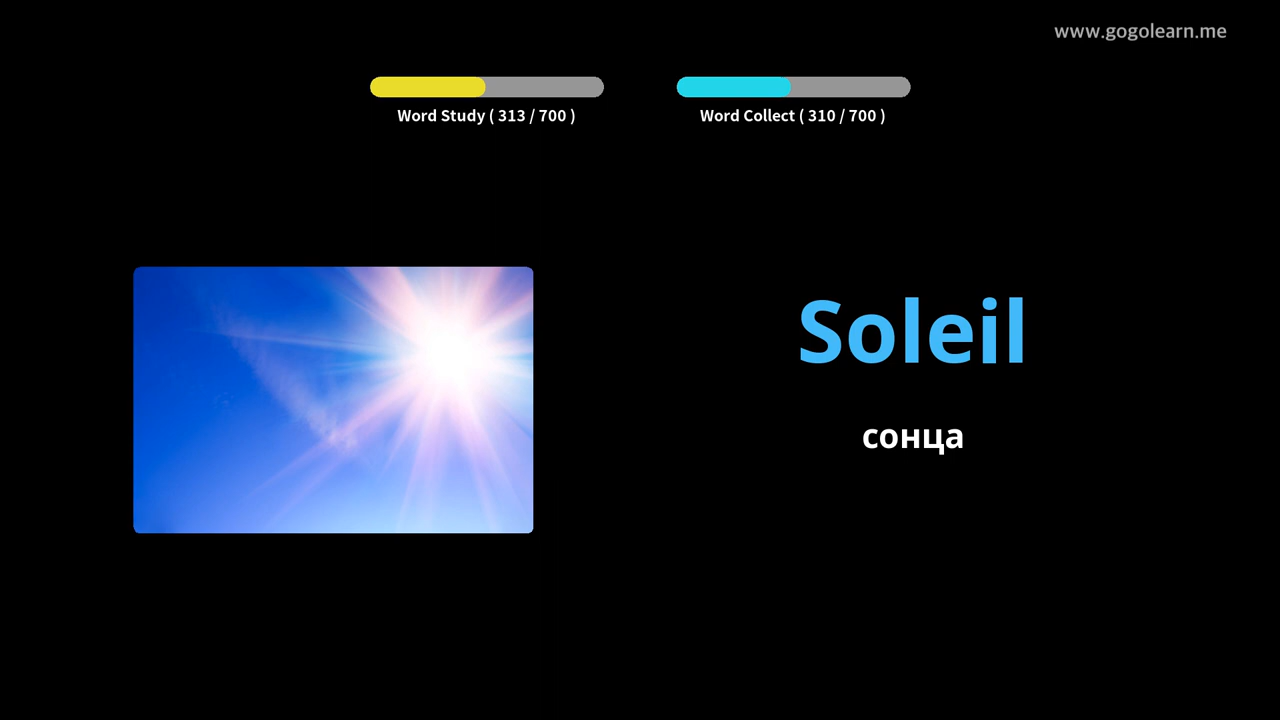 www.gogolearn.me
Word Study ( 313 / 700 )
Word Collect ( 310 / 700 )
Soleil
сонца